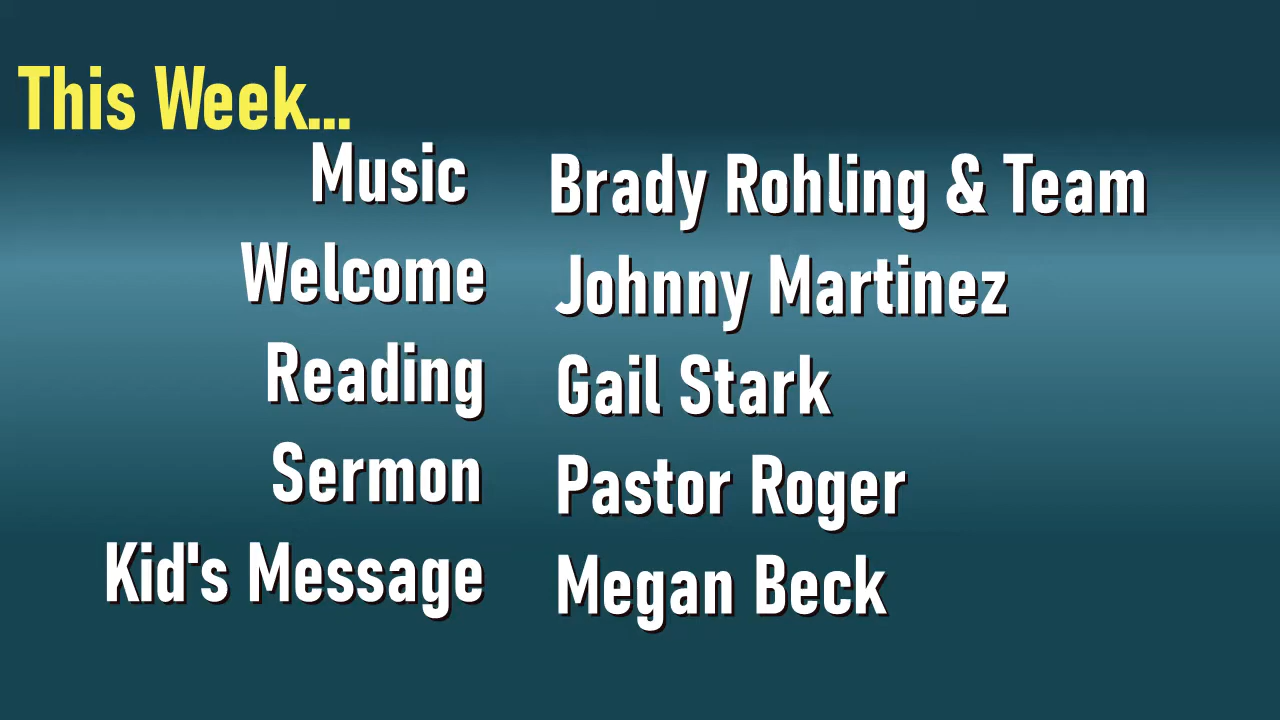 This Week...
Music Brady Rohling & Team
Welcome Johnny Martinez
Reading Gail Stark
Sermon Pastor Roger
Kid's Message Megan Beck